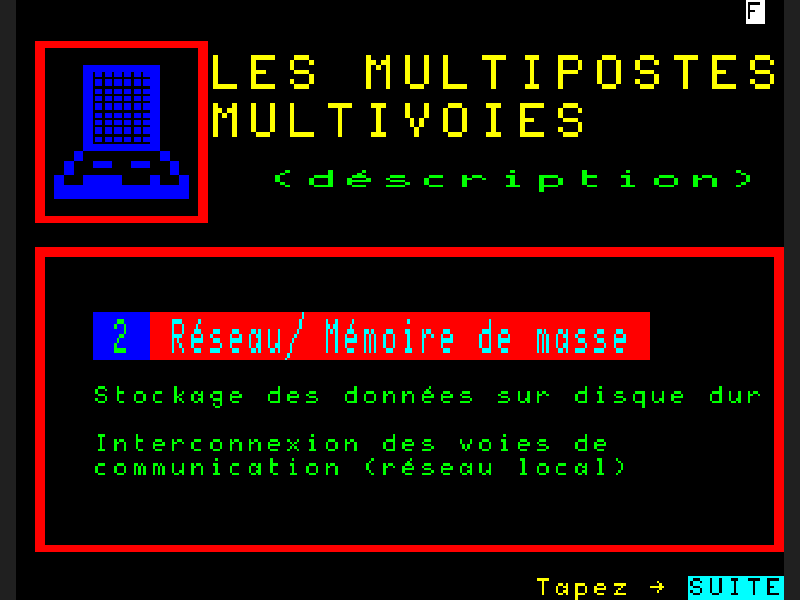 F
LES MULTIPOSTES
MULTIVOIES
<déscription>
2 Réseau/ Mémoire de masse
Stockage des données sur disque dur
Interconnexion des voies de
communication (réseau local)
Tapez → SUITE